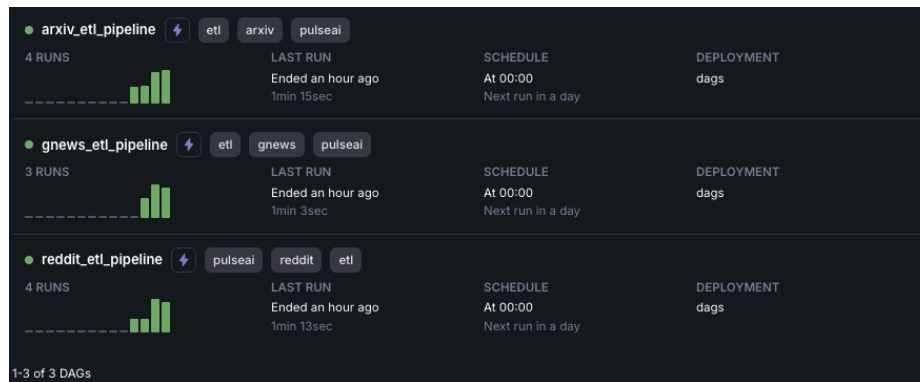 arxiv_etl_pipeline etl arxiv pulseai
4 RUNS LAST RUN SCHEDULE DEPLOYMENT
Ended an hour ago At 00:00 dags
1min 15sec Next run in a day
gnews_etl_pipeline etl gnews pulseai
3 RUNS LAST RUN SCHEDULE DEPLOYMENT
Ended an hour ago At 00:00 dags
1min 3sec Next run in a day
reddit_etl_pipeline pulseai reddit etl
4 RUNS LAST RUN SCHEDULE DEPLOYMENT
Ended an hour ago At 00:00 dags
1min 13sec Next run in a day
1-3 of 3 DAGs